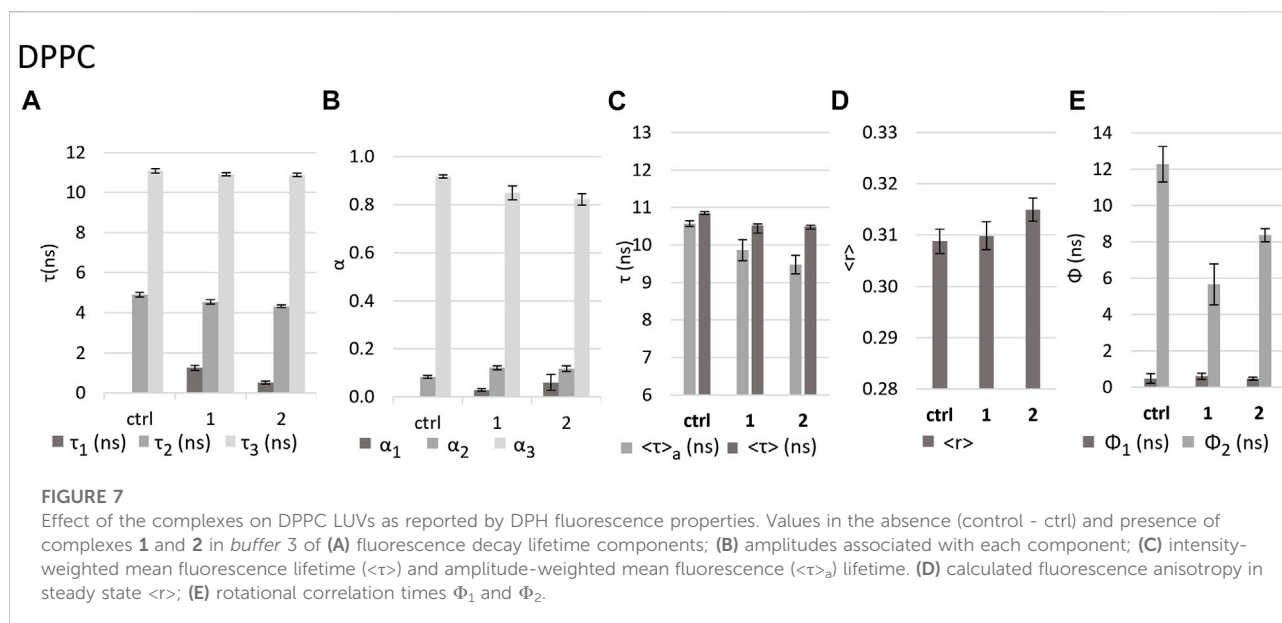 DPPC
A
B
C
D
E
τ(ns)
12
10
8
6
4
2
0
ctrl
1
2
τ1 (ns) τ2 (ns) τ3 (ns)
α
1.0
0.8
0.6
0.4
0.2
0.0
ctrl
1
2
α1 α2 α3
τ (ns)
13
12
11
10
9
8
7
6
ctrl
1
2
<τ>a (ns) <τ> (ns)
<r>
0.33
0.32
0.31
0.30
0.28
ctrl
1
2
<r>
Φ (ns)
14
12
10
8
6
4
2
0
ctrl
1
2
Φ1 (ns)
Φ2 (ns)
FIGURE 7
Effect of the complexes on DPPC LUVs as reported by DPH fluorescence properties. Values in the absence (control - ctrl) and presence of
complexes 1 and 2 in buffer 3 of (A) fluorescence decay lifetime components; (B) amplitudes associated with each component; (C) intensity-
weighted mean fluorescence lifetime (<τ>) and amplitude-weighted mean fluorescence (<τ>a) lifetime. (D) calculated fluorescence anisotropy in
steady state <r>; (E) rotational correlation times Φ1 and Φ2.